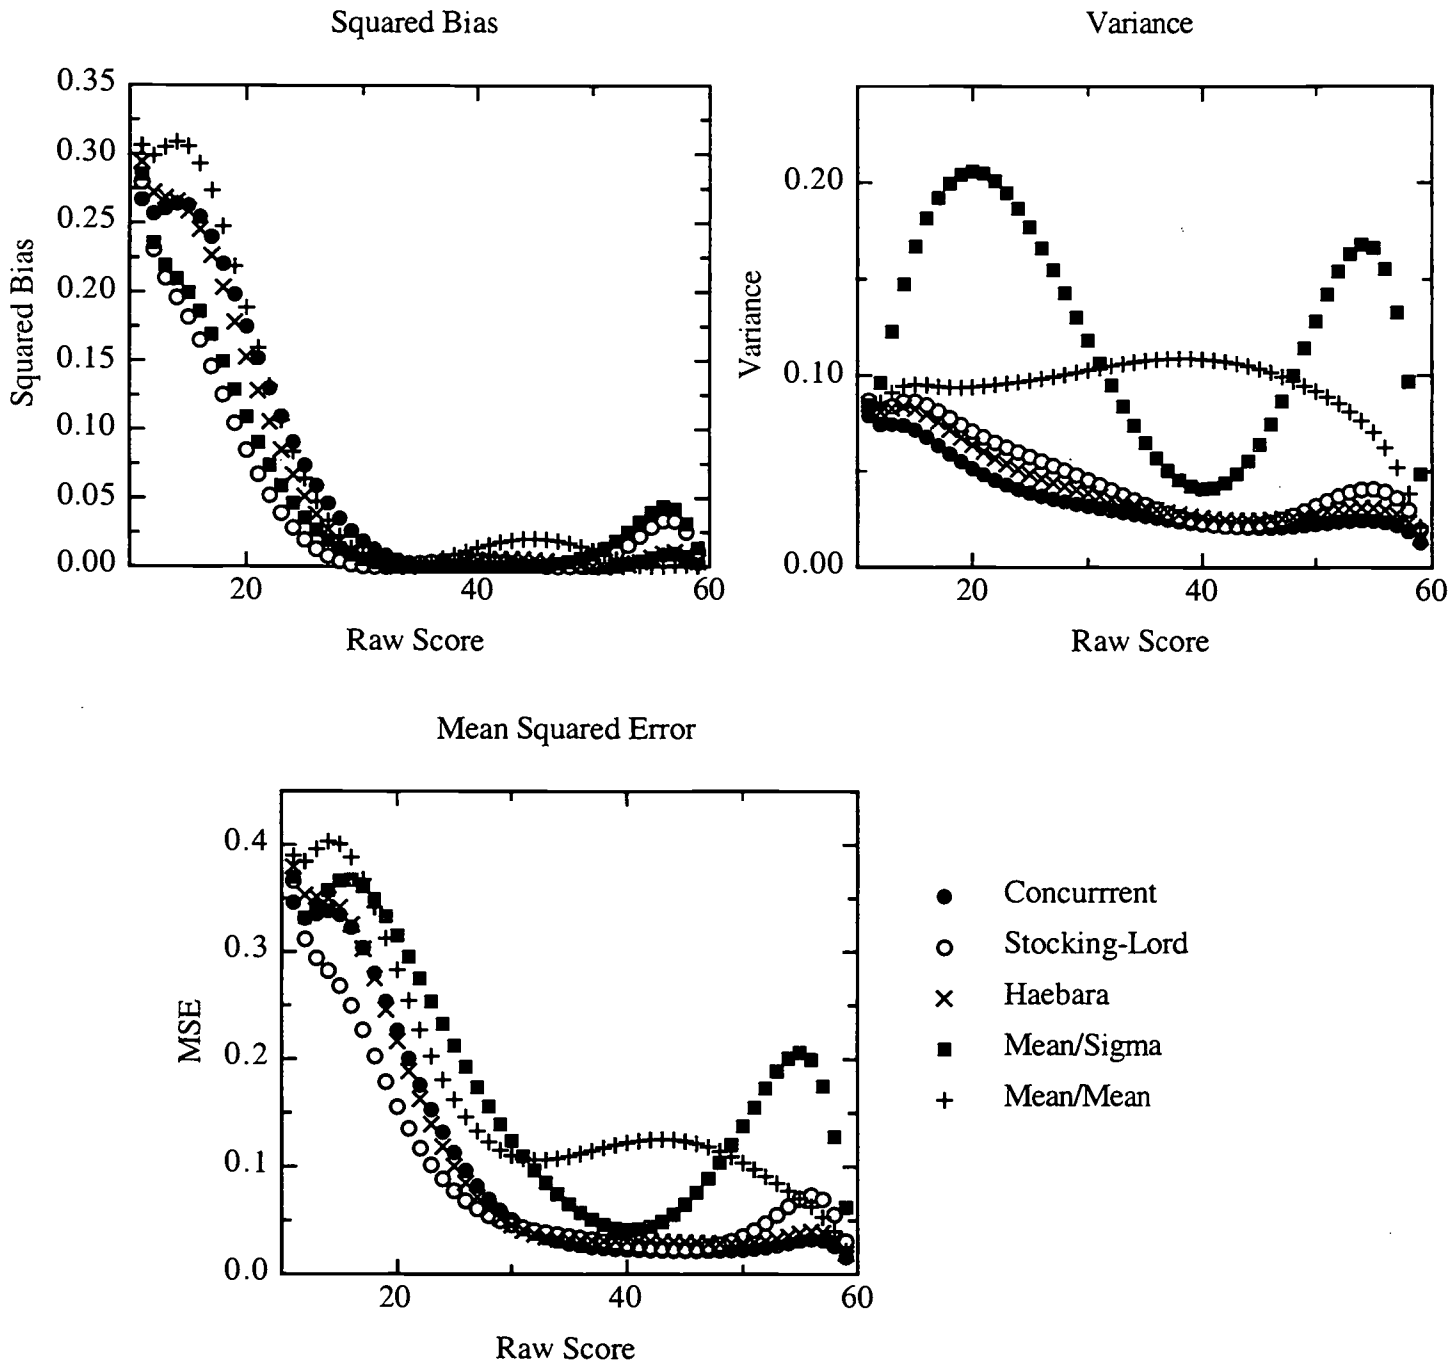 Squared Bias
Squared Bias
0.35
0.30
0.25
0.20
0.15
0.10
0.05
0.00
20
40
60
Raw Score
Variance
Variance
0.20
0.10
0.00
20
40
60
Raw Score
Mean Squared Error
MSE
0.4
0.3
0.2
0.1
0.0
20
40
60
Raw Score
Concurrrent
Stocking-Lord
Haebara
Mean/Sigma
Mean/Mean